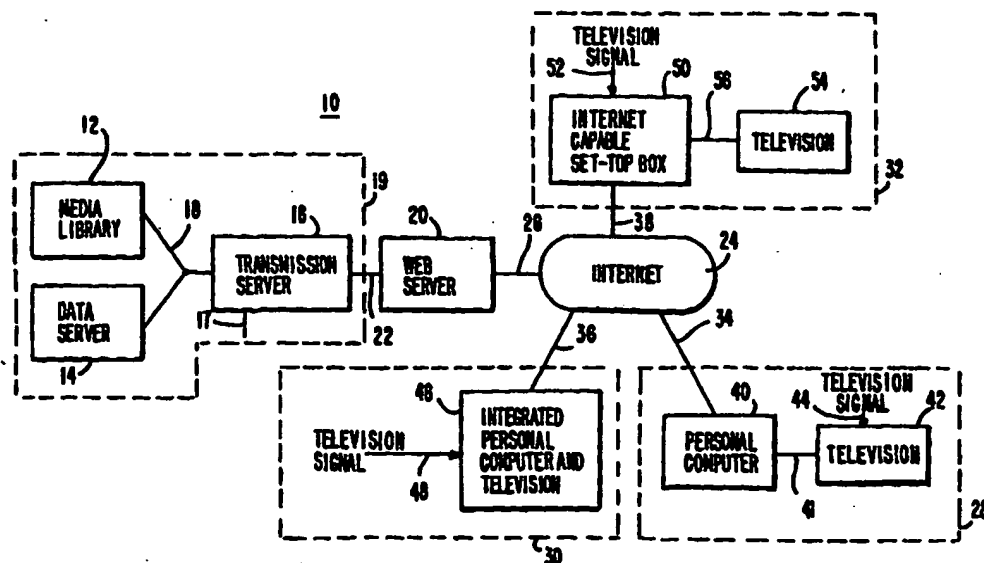 10
12
MEDIA
LIBRARY
18
DATA
SERVER
14
16
TRANSMISSION
SERVER
17
19
22
20
WEB
SERVER
26
INTERNET
24
TELEVISION
SIGNAL
52
50
INTERNET
CAPABLE
SET-TOP BOX
56
54
TELEVISION
32
38
36
34
TELEVISION
SIGNAL
48
46
INTEGRATED
PERSONAL
COMPUTER AND
TELEVISION
30
40
PERSONAL
COMPUTER
41
TELEVISION
SIGNAL
44
42
TELEVISION
28